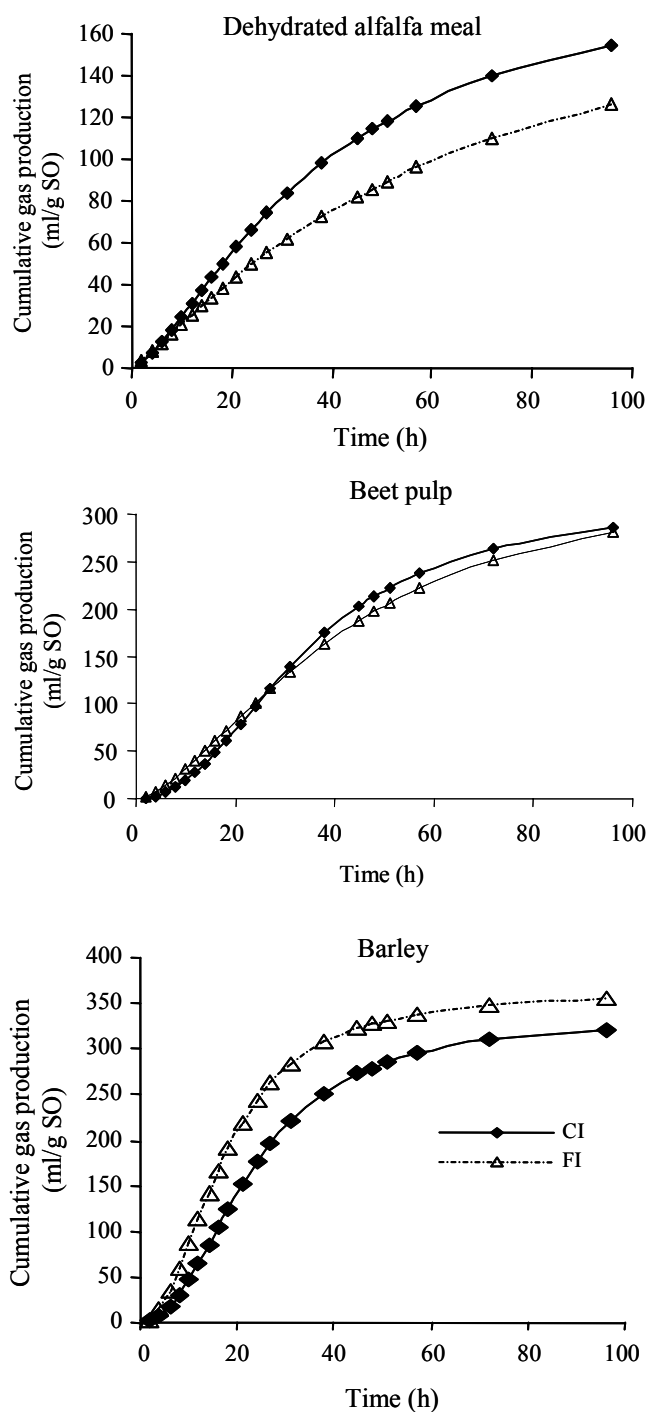 Dehydrated alfalfa meal
Cumulative gas production
(ml/g SO)
160
140
120
100
80
60
40
20
0
0 20 40 60 80 100
Time (h)
Beet pulp
Cumulative gas production
(ml/g SO)
300
250
200
150
100
50
0
0 20 40 60 80 100
Time (h)
Barley
Cumulative gas production
(ml/g SO)
400
350
300
250
200
150
100
50
0
CI
FI
0 20 40 60 80 100
Time (h)